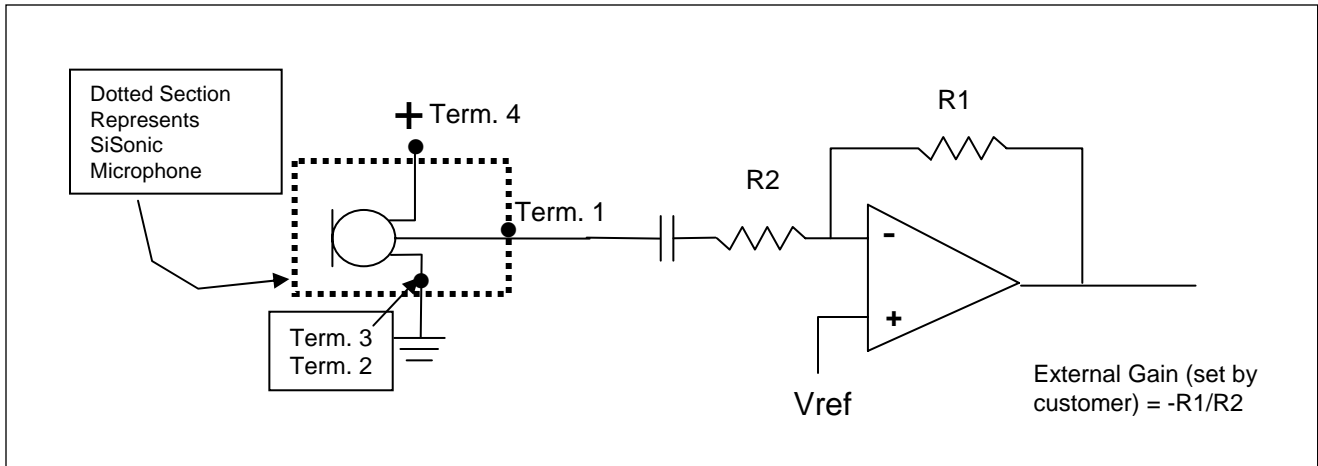 Dotted Section
Represents
SiSonic
Microphone
+ Term. 4
Term. 1
Term. 3
Term. 2
R2
R1
-
+
Vref
External Gain (set by
customer) = -R1/R2